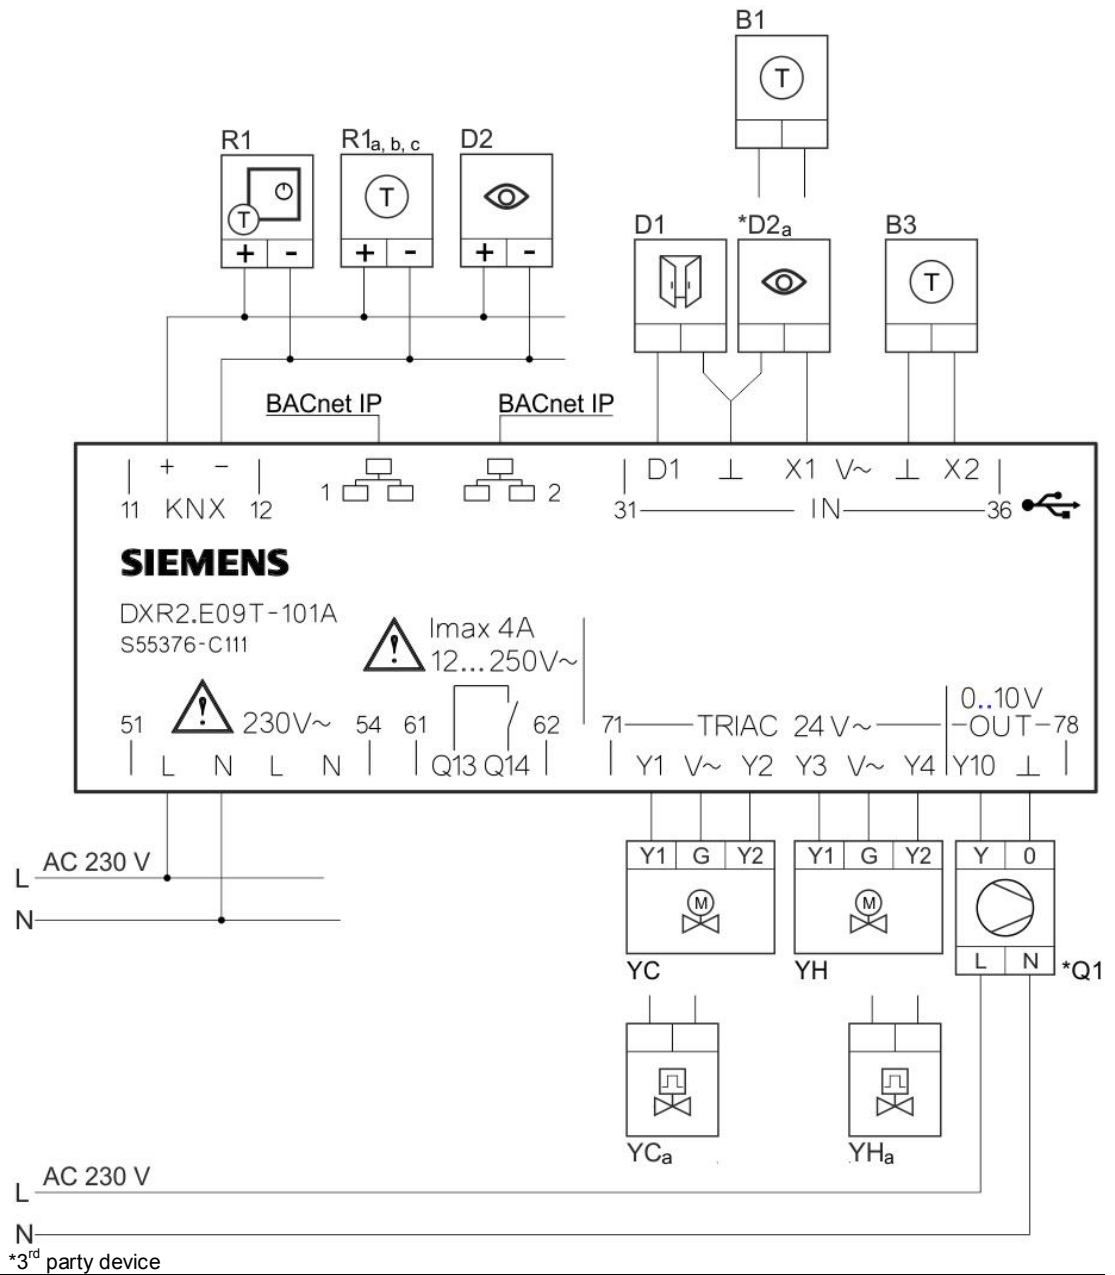 B1
T
R1 R1a, b, c D2
T T
+ - + - + -
D1 *D2a B3
T
BACnet IP BACnet IP
+ − D1 ⊥ X1 V~ ⊥ X2
11 KNX 12 1 2 31 IN 36
SIEMENS
DXR2.E09T-101A
S55376-C111
! Imax 4A
12...250V~
0..10V
51 ! 230V~ 54 61 62 71 TRIAC 24V~ OUT 78
L N L N Q13 Q14 Y1 V~ Y2 Y3 V~ Y4 Y10 ⊥
L AC 230 V
N
Y1 G Y2 Y1 G Y2 Y 0
M M
L N
YC YH *Q1
YCa YHa
L AC 230 V
N
*3rd party device